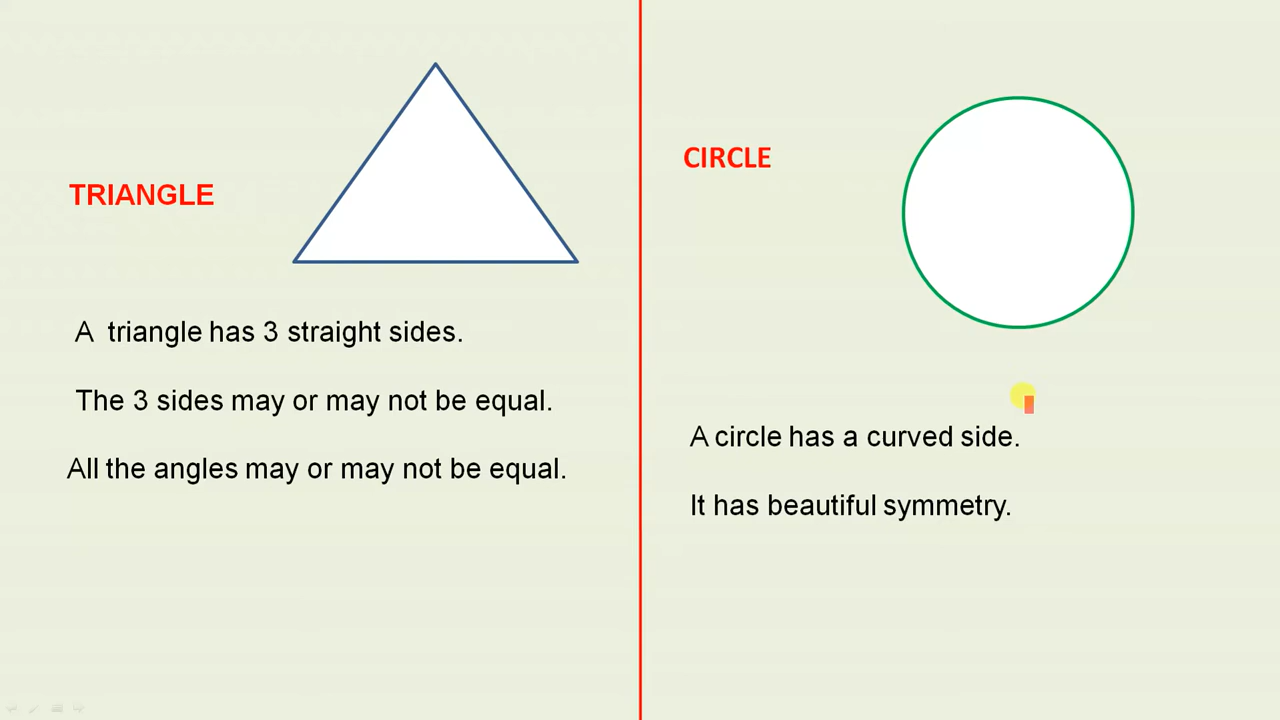 TRIANGLE
A triangle has 3 straight sides.
The 3 sides may or may not be equal.
All the angles may or may not be equal.
CIRCLE
A circle has a curved side.
It has beautiful symmetry.